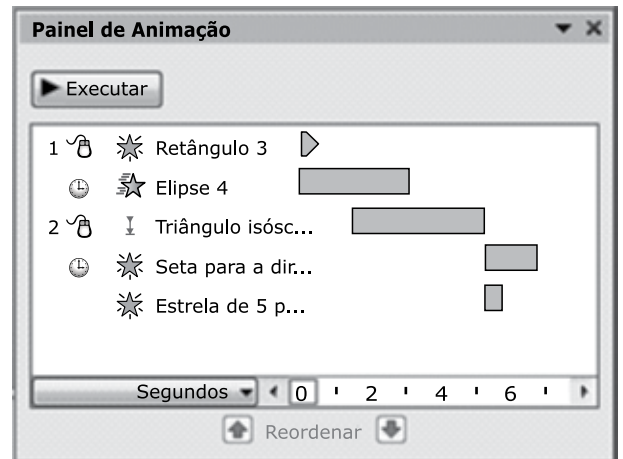 Painel de Animação
Executar
1 Retângulo 3
Elipse 4
2 Triângulo isósc...
Seta para a dir...
Estrela de 5 p...
Segundos 0 2 4 6
Reordenar